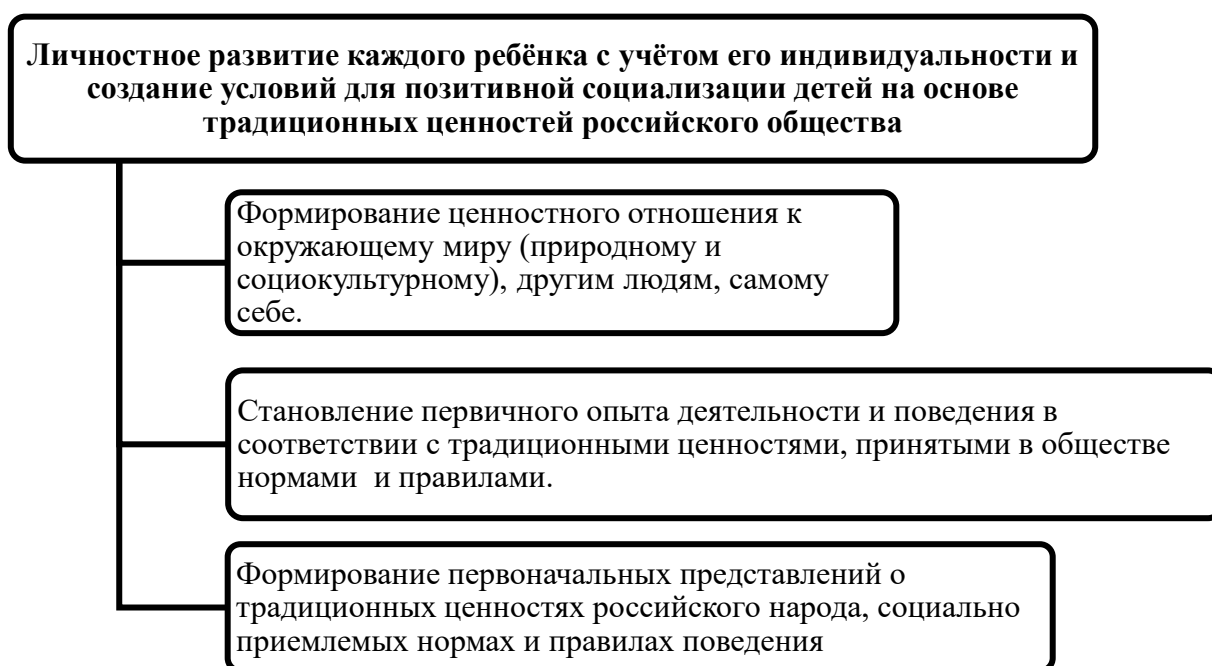 Личностное развитие каждого ребёнка с учётом его индивидуальности и
создание условий для позитивной социализации детей на основе
традиционных ценностей российского общества
Формирование ценностного отношения к
окружающему миру (природному и
социокультурному), другим людям, самому
себе.
Становление первичного опыта деятельности и поведения в
соответствии с традиционными ценностями, принятыми в обществе
нормами  и правилами.
Формирование первоначальных представлений о
традиционных ценностях российского народа, социально
приемлемых нормах и правилах поведения